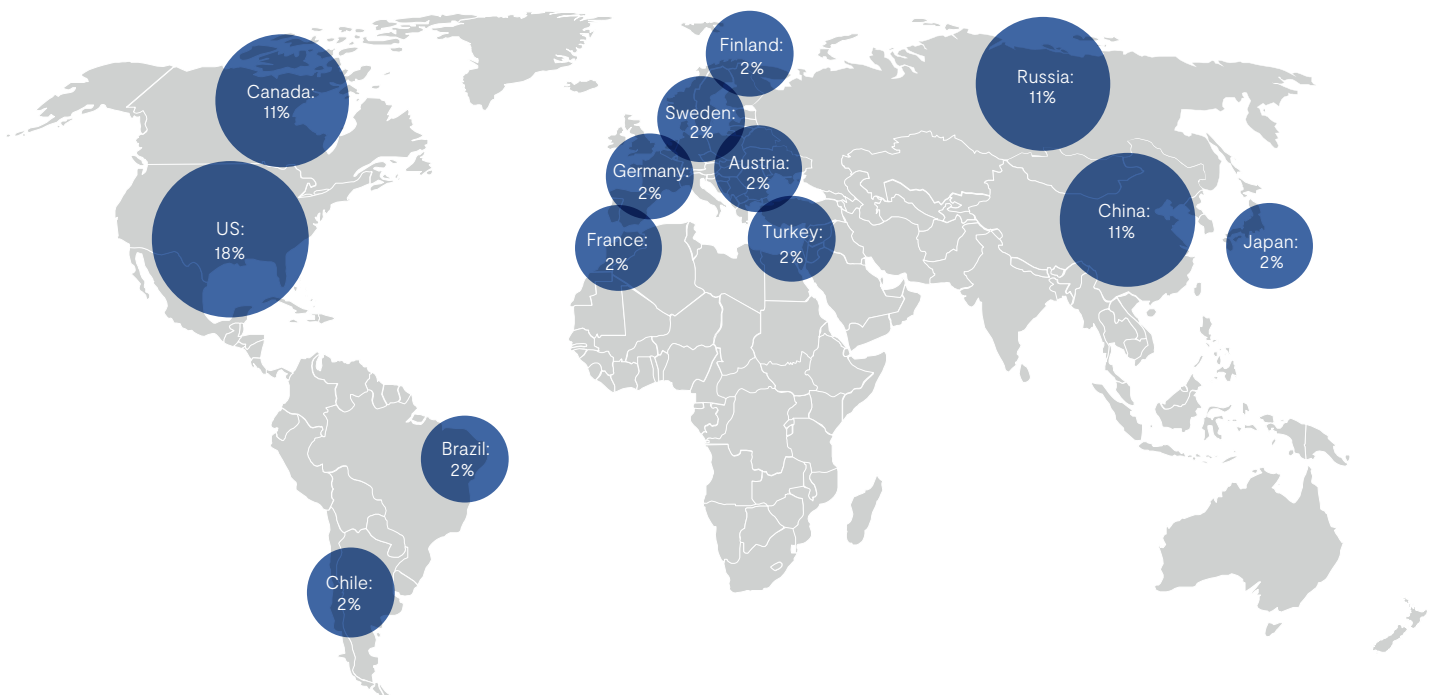 Finland:
2%
Canada:
11%
Russia:
11%
Sweden:
2%
Germany:
2%
Austria:
2%
US:
18%
France:
2%
Turkey:
2%
China:
11%
Japan:
2%
Brazil:
2%
Chile:
2%